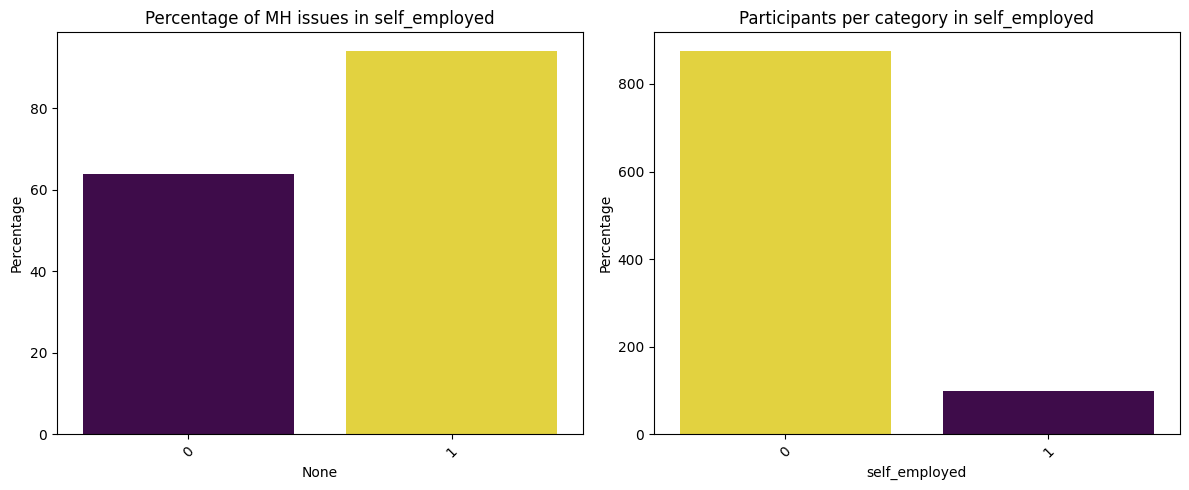 Percentage of MH issues in self_employed
Percentage
80
60
40
20
0
0
1
None
Participants per category in self_employed
Percentage
800
600
400
200
0
0
1
self_employed